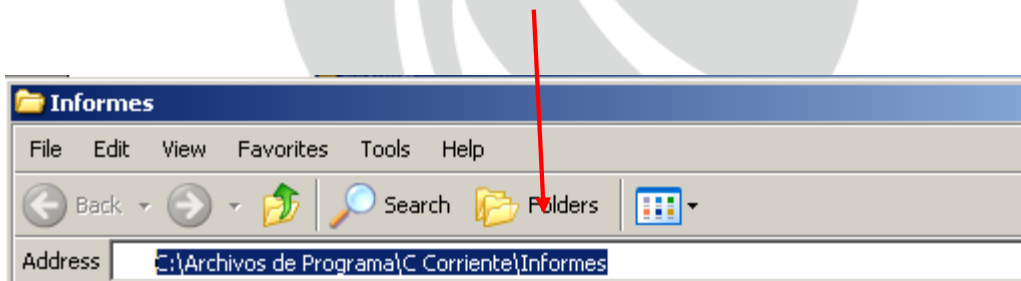 Informes
File Edit View Favorites Tools Help
Back Search Folders
Address C:\Archivos de Programa\C Corriente\Informes